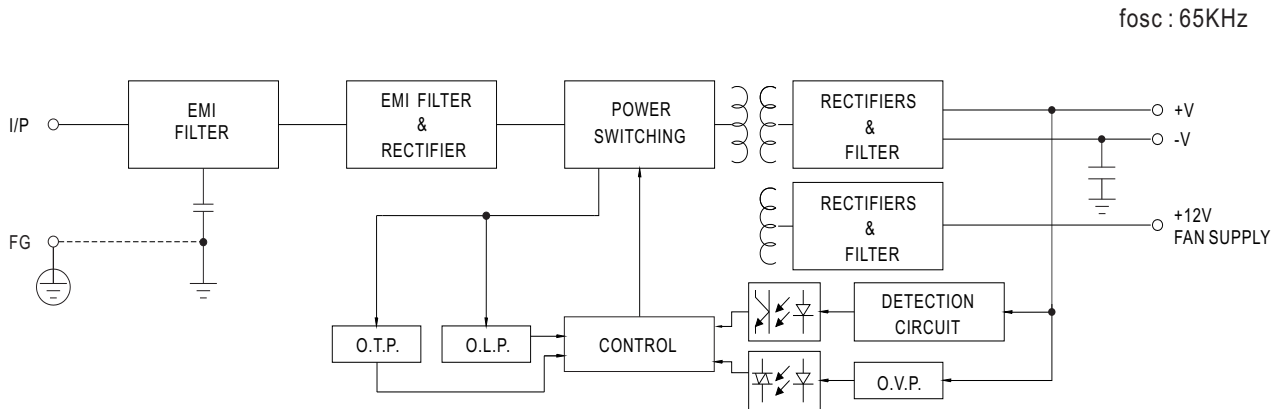 fosc : 65KHz
I/P
EMI
FILTER
EMI FILTER
&
RECTIFIER
POWER
SWITCHING
RECTIFIERS
&
FILTER
+V
-V
RECTIFIERS
&
FILTER
+12V
FAN SUPPLY
FG
O.T.P.
O.L.P.
CONTROL
DETECTION
CIRCUIT
O.V.P.